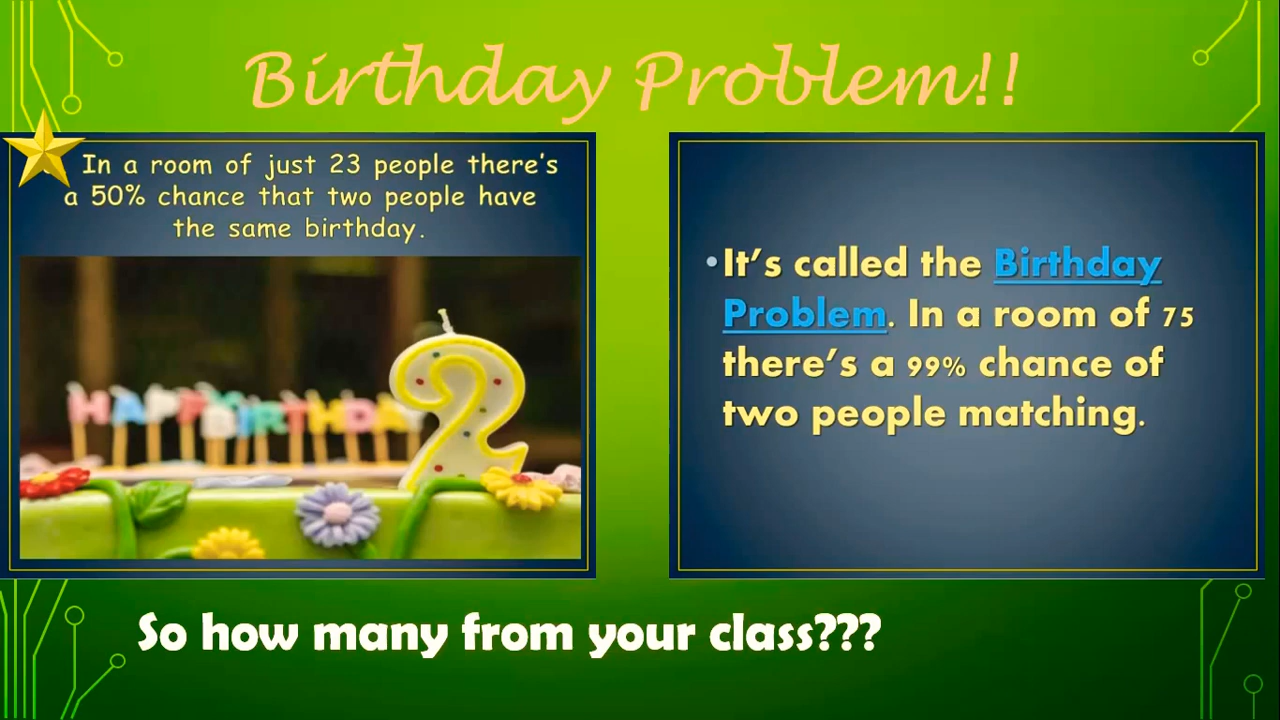 Birthday Problem!!
In a room of just 23 people there's
a 50% chance that two people have
the same birthday.
HAPPY BIRTHDAY
2
•It's called the Birthday
Problem. In a room of 75
there's a 99% chance of
two people matching.
So how many from your class???